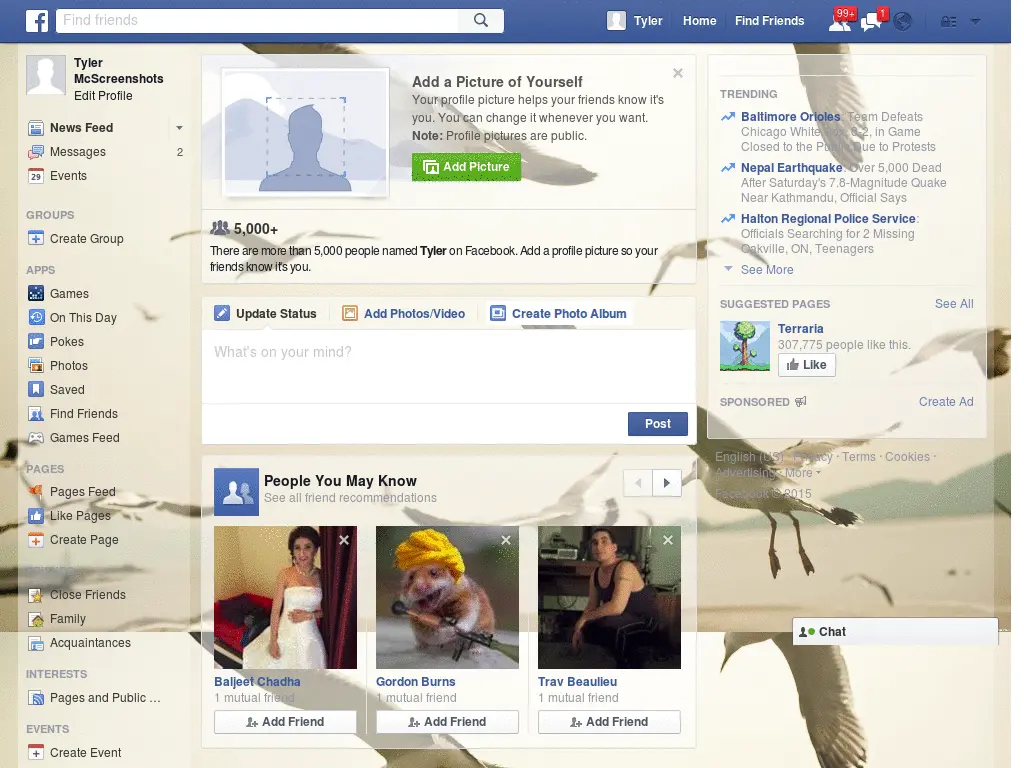 Find friends
Tyler
Home
Find Friends
99+
1
Tyler
McScreenshots
Edit Profile
News Feed
Messages 2
29
Events
GROUPS
Create Group
APPS
Games
On This Day
Pokes
Photos
Saved
Find Friends
Games Feed
PAGES
Pages Feed
Like Pages
Create Page
Close Friends
Family
Acquaintances
INTERESTS
Pages and Public ...
EVENTS
Create Event
Add a Picture of Yourself
Your profile picture helps your friends know it's
you. You can change it whenever you want.
Note: Profile pictures are public.
Add Picture
5,000+
There are more than 5,000 people named Tyler on Facebook. Add a profile picture so your
friends know it's you.
Update Status
Add Photos/Video
Create Photo Album
What's on your mind?
Post
People You May Know
See all friend recommendations
Baljeet Chadha
1 mutual friend
Add Friend
Gordon Burns
1 mutual friend
Add Friend
Trav Beaulieu
1 mutual friend
Add Friend
TRENDING
Baltimore Orioles: Team Defeats
Chicago White Sox, 8-2, in Game
Closed to the Public Due to Protests
Nepal Earthquake: Over 5,000 Dead
After Saturday's 7.8-Magnitude Quake
Near Kathmandu, Official Says
Halton Regional Police Service:
Officials Searching for 2 Missing
Oakville, ON, Teenagers
See More
SUGGESTED PAGES See All
Terraria
307,775 people like this.
Like
SPONSORED Create Ad
English (US) · Privacy · Terms · Cookies ·
Advertising · More
Facebook © 2015
Chat